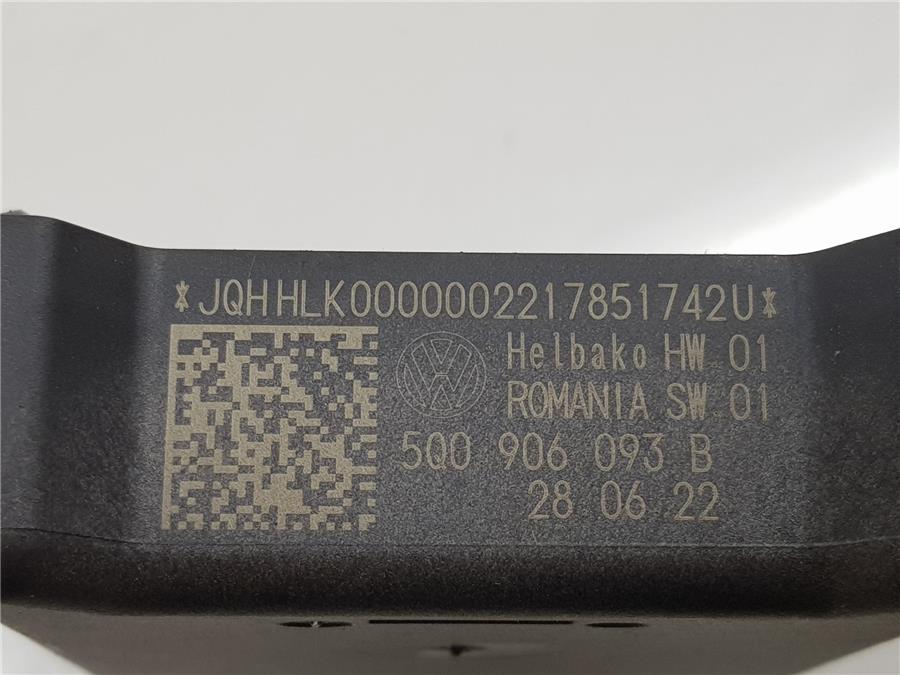 *JQHHLK0000002217851742U*
Helbako HW 01
ROMANIA SW 01
5Q0 906 093 B
28 06 22